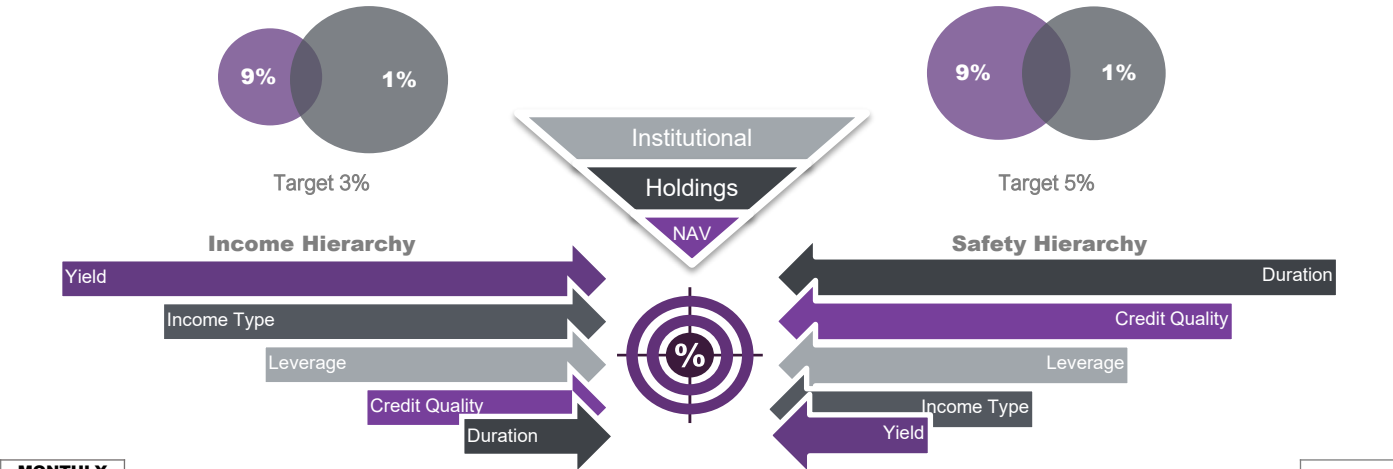 9%
1%
Target 3%
9%
1%
Target 5%
Institutional
Holdings
NAV
Income Hierarchy
Yield
Income Type
Leverage
Credit Quality
Duration
%
Safety Hierarchy
Duration
Credit Quality
Leverage
Income Type
Yield
MONTHLY